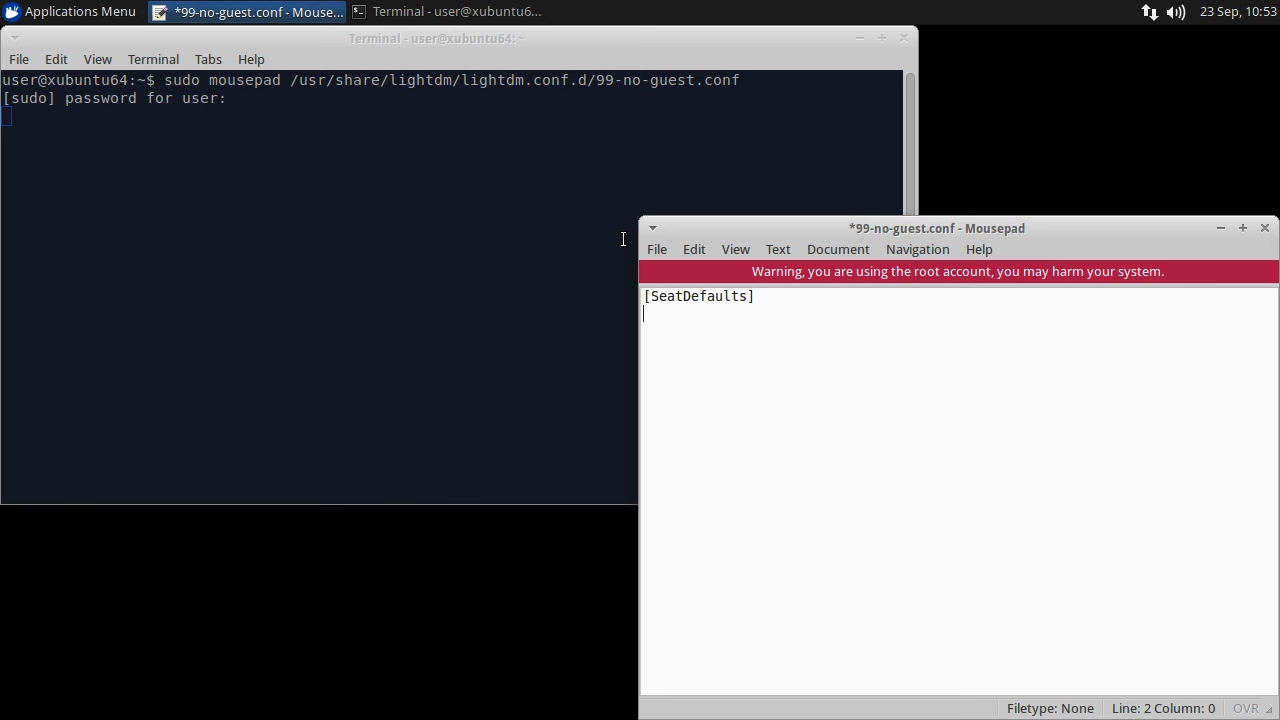 Applications Menu
*99-no-guest.conf - Mouse...
Terminal - user@xubuntu6...
23 Sep, 10:53
Terminal - user@xubuntu64: ~
File Edit View Terminal Tabs Help
user@xubuntu64:~$ sudo mousepad /usr/share/lightdm/lightdm.conf.d/99-no-guest.conf
[sudo] password for user:
*99-no-guest.conf - Mousepad
File Edit View Text Document Navigation Help
Warning, you are using the root account, you may harm your system.
[SeatDefaults]
Filetype: None Line: 2 Column: 0 OVR